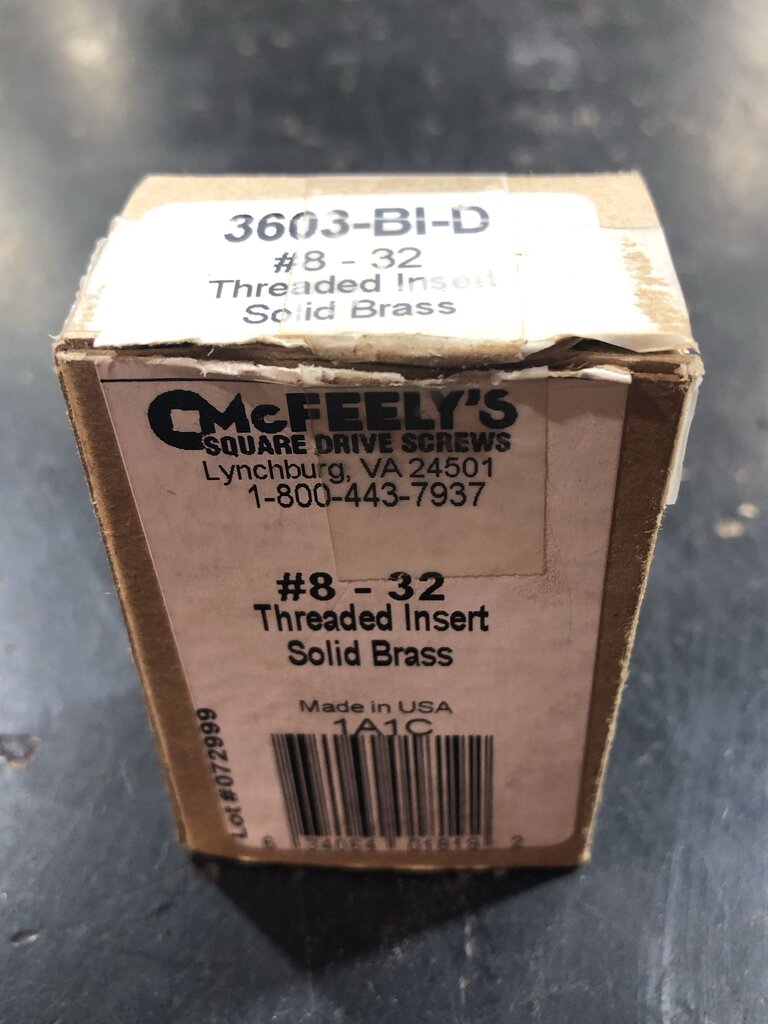 3603-BI-D
#8 - 32
Threaded Insert
Solid Brass
McFEELY'S
SQUARE DRIVE SCREWS
Lynchburg, VA 24501
1-800-443-7937
#8 - 32
Threaded Insert
Solid Brass
Made in USA
1A1C
Lot #072999